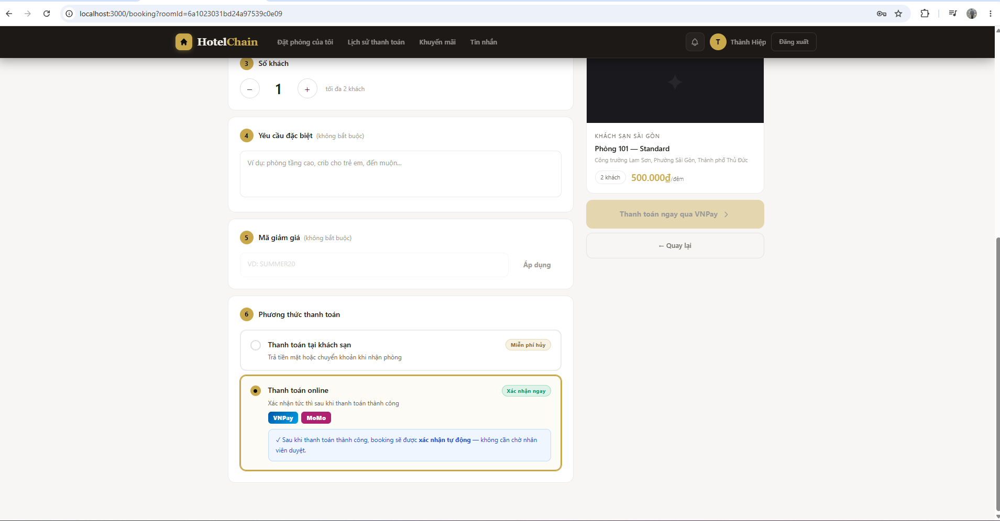 localhost:3000/booking?roomId=6a1023031bd24a97539c0e09
HotelChain
Đặt phòng của tôi
Lịch sử thanh toán
Khuyến mãi
Tin nhắn
T
Thành Hiệp
Đăng xuất
3 Số khách
− 1 + tối đa 2 khách
4 Yêu cầu đặc biệt (không bắt buộc)
Ví dụ: phòng tầng cao, crib cho trẻ em, đến muộn...
5 Mã giảm giá (không bắt buộc)
VD: SUMMER20
Áp dụng
6 Phương thức thanh toán
Thanh toán tại khách sạn
Miễn phí hủy
Trả tiền mặt hoặc chuyển khoản khi nhận phòng
Thanh toán online
Xác nhận ngay
Xác nhận tức thì sau khi thanh toán thành công
VNPay MoMo
✓ Sau khi thanh toán thành công, booking sẽ được xác nhận tự động — không cần chờ nhân
viên duyệt.
KHÁCH SẠN SÀI GÒN
Phòng 101 — Standard
Công trường Lam Sơn, Phường Sài Gòn, Thành phố Thủ Đức
2 khách 500.000₫/đêm
Thanh toán ngay qua VNPay >
← Quay lại